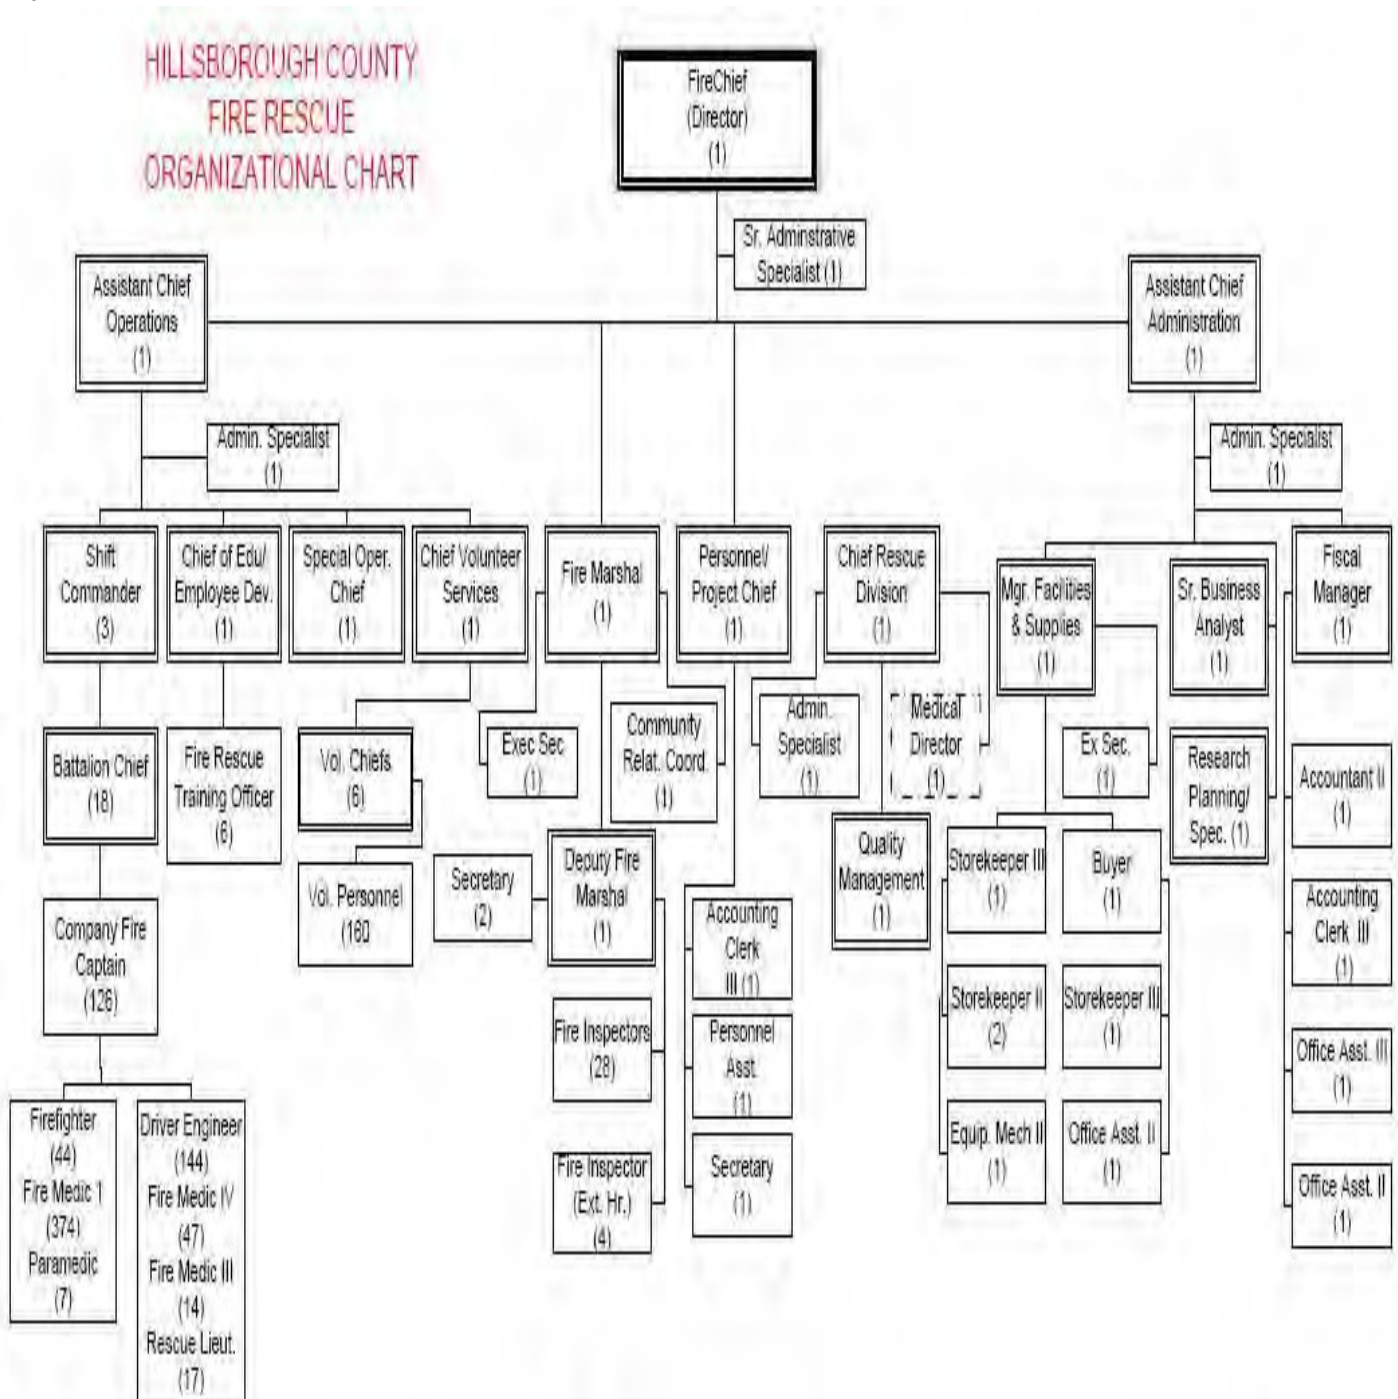 HILLSBOROUGH COUNTY
FIRE RESCUE
ORGANIZATIONAL CHART
FireChief
(Director)
(1)
Sr. Adminstrative
Specialist (1)
Assistant Chief
Operations
(1)
Assistant Chief
Administration
(1)
Admin. Specialist
(1)
Admin. Specialist
(1)
Shift
Commander
(3)
Chief of Edu/
Employee Dev.
(1)
Special Oper.
Chief
(1)
Chief Volunteer
Services
(1)
Fire Marshal
(1)
Personnel/
Project Chief
(1)
Chief Rescue
Division
(1)
Mgr. Facilities
& Supplies
(1)
Sr. Business
Analyst
(1)
Fiscal
Manager
(1)
Battalion Chief
(18)
Fire Rescue
Training Officer
(6)
Vol. Chiefs
(6)
Exec Sec
(1)
Community
Relat. Coord.
(1)
Admin.
Specialist
(1)
Medical
Director
(1)
Ex Sec.
(1)
Research
Planning/
Spec. (1)
Accountant II
(1)
Vol. Personnel
(160
Secretary
(2)
Deputy Fire
Marshal
(1)
Quality
Management
(1)
Storekeeper III
(1)
Buyer
(1)
Company Fire
Captain
(126)
Accounting
Clerk
III (1)
Accounting
Clerk III
(1)
Fire Inspectors
(28)
Personnel
Asst.
(1)
Storekeeper II
(2)
Storekeeper III
(1)
Office Asst. III
(1)
Firefighter
(44)
Fire Medic 1
(374)
Paramedic
(7)
Driver Engineer
(144)
Fire Medic IV
(47)
Fire Medic III
(14)
Rescue Lieut.
(17)
Fire Inspector
(Ext. Hr.)
(4)
Secretary
(1)
Equip. Mech II
(1)
Office Asst. II
(1)
Office Asst. II
(1)